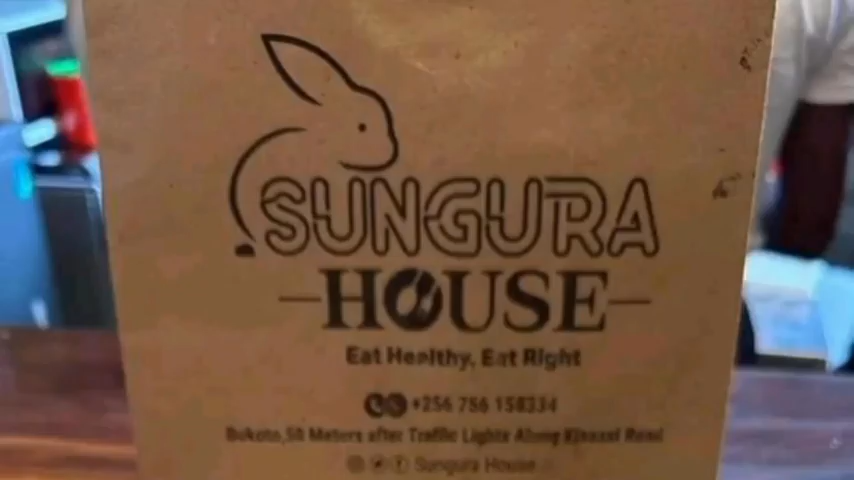 SUNGURA
HOUSE
Eat Healthy, Eat Right
+256 756 158334
Bukoto, 50 Meters after Traffic Lights Along Kisaasi Road
Sungura House